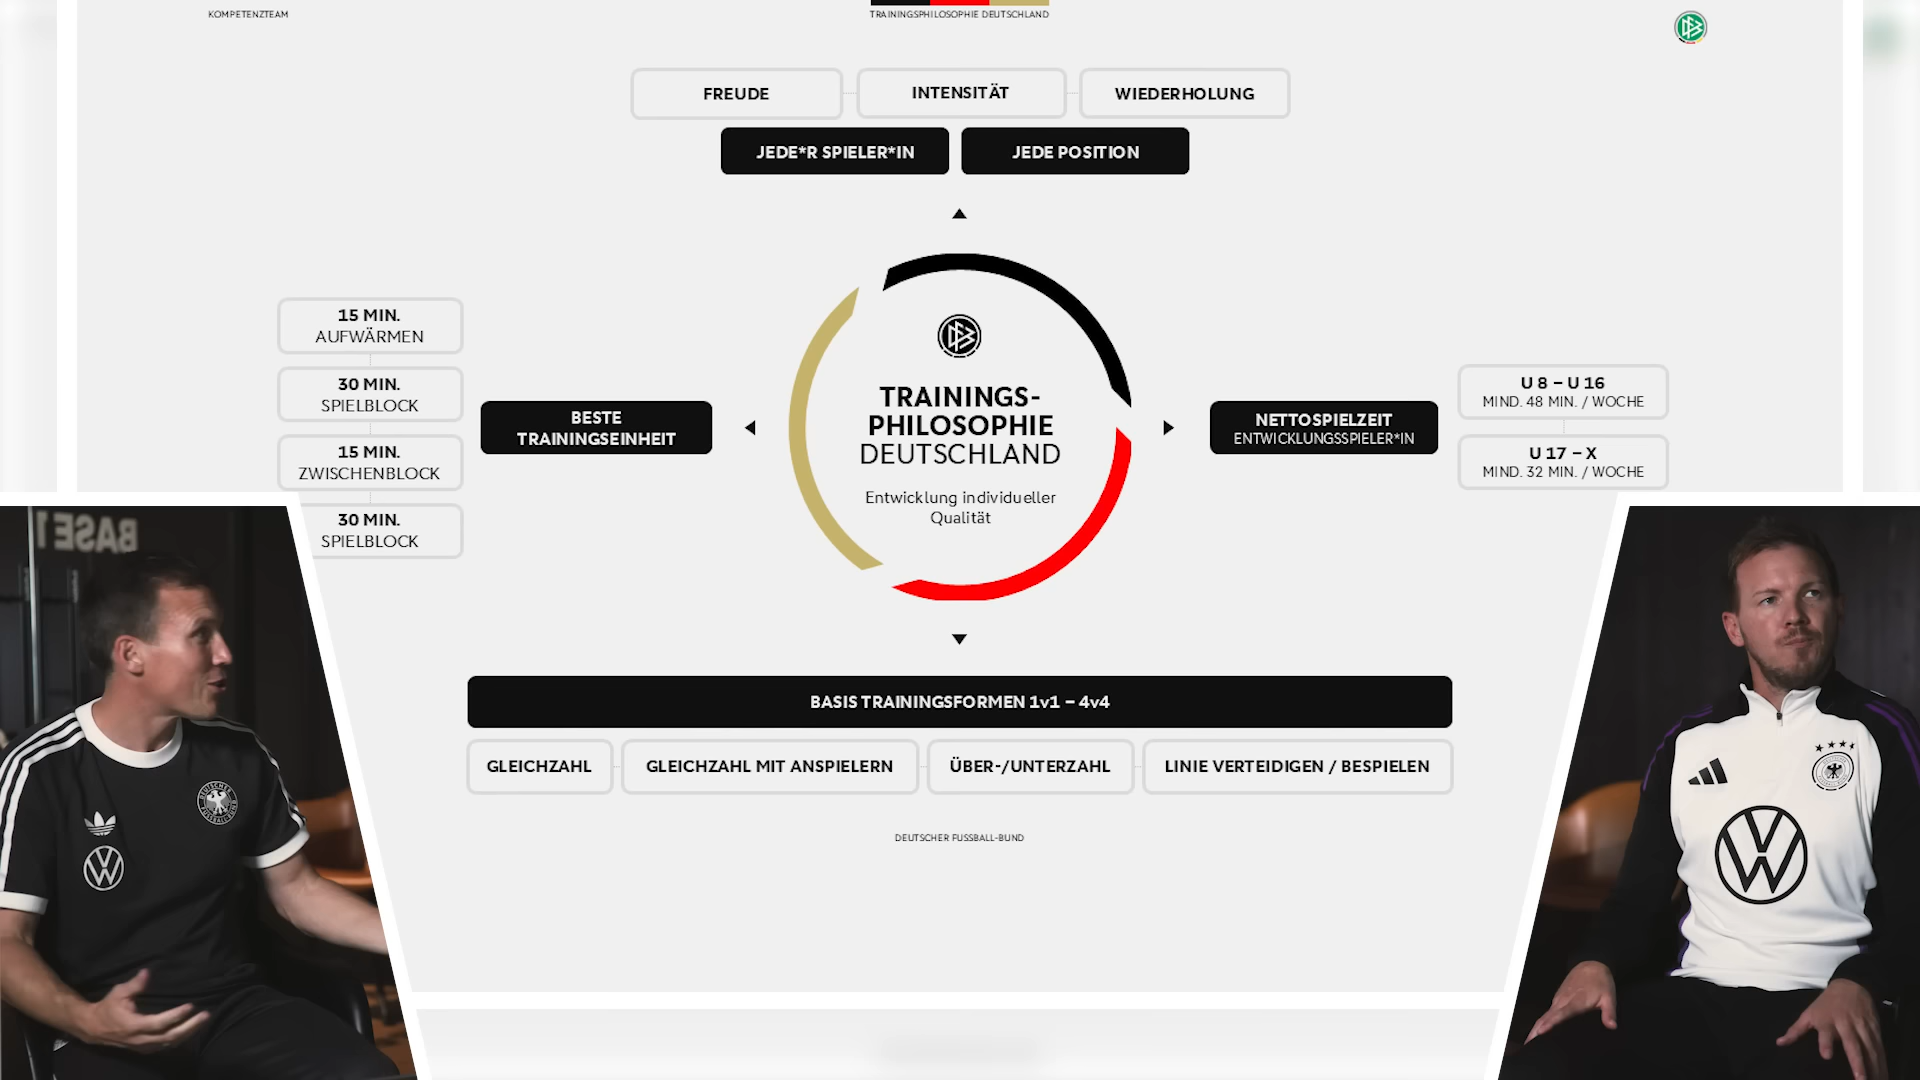 KOMPETENZTEAM
TRAININGSPHILOSOPHIE DEUTSCHLAND
FREUDE
INTENSITÄT
WIEDERHOLUNG
JEDE*R SPIELER*IN
JEDE POSITION
15 MIN.
AUFWÄRMEN
30 MIN.
SPIELBLOCK
15 MIN.
ZWISCHENBLOCK
30 MIN.
SPIELBLOCK
BESTE
TRAININGSEINHEIT
TRAININGS-
PHILOSOPHIE
DEUTSCHLAND
Entwicklung individueller
Qualität
NETTOSPIELZEIT
ENTWICKLUNGSSPIELER*IN
U 8 – U 16
MIND. 48 MIN. / WOCHE
U 17 – X
MIND. 32 MIN. / WOCHE
BASIS TRAININGSFORMEN 1v1 – 4v4
GLEICHZAHL
GLEICHZAHL MIT ANSPIELERN
ÜBER-/UNTERZAHL
LINIE VERTEIDIGEN / BESPIELEN
DEUTSCHER FUSSBALL-BUND
BASE 1